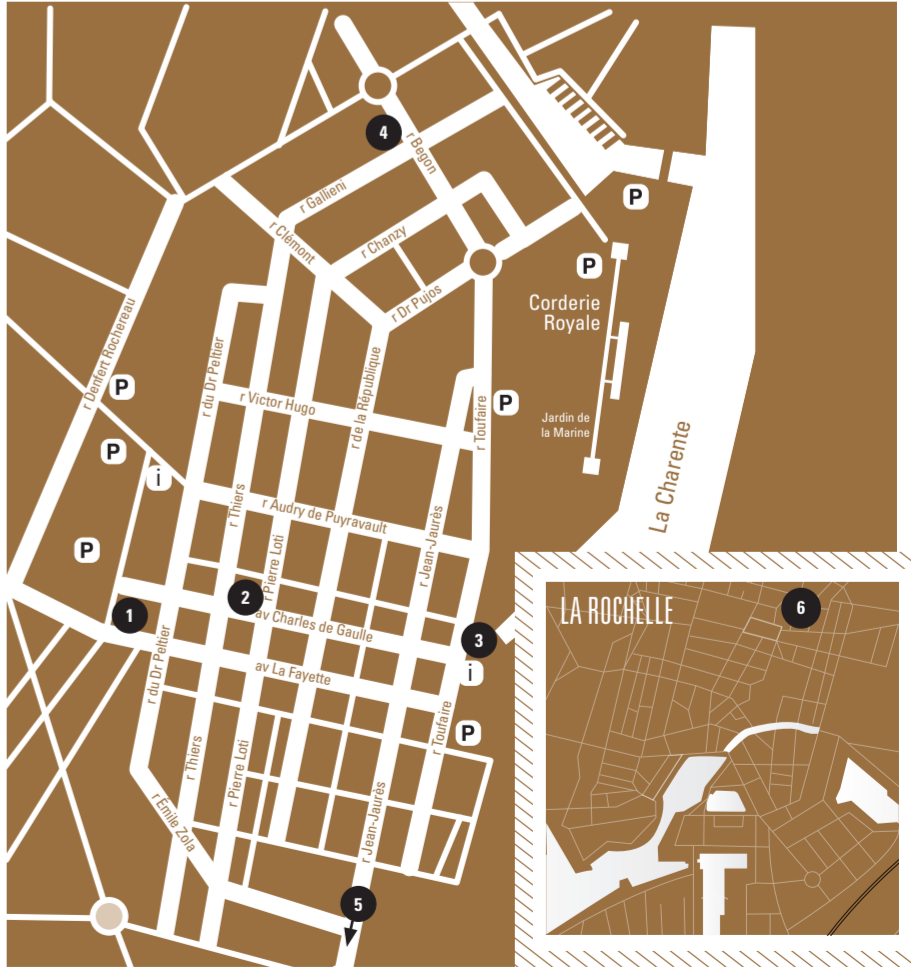 4
r Begon
r Gallieni
P
r Clémont
r Chanzy
P
Corderie
Royale
r Dr Pujos
r Denfert Rochereau
r du Dr Peltier
r de la République
P
r Victor Hugo
P
r Toufaire
Jardin de
la Marine
P
i
La Charente
r Thiers
r Audry de Puyravault
r Jean-Jaurès
P
r Pierre Loti
1
2
av Charles de Gaulle
3
i
r du Dr Peltier
av La Fayette
P
r Toufaire
r Thiers
r Pierre Loti
r Emile Zola
r Jean-Jaurès
5
LA ROCHELLE
6